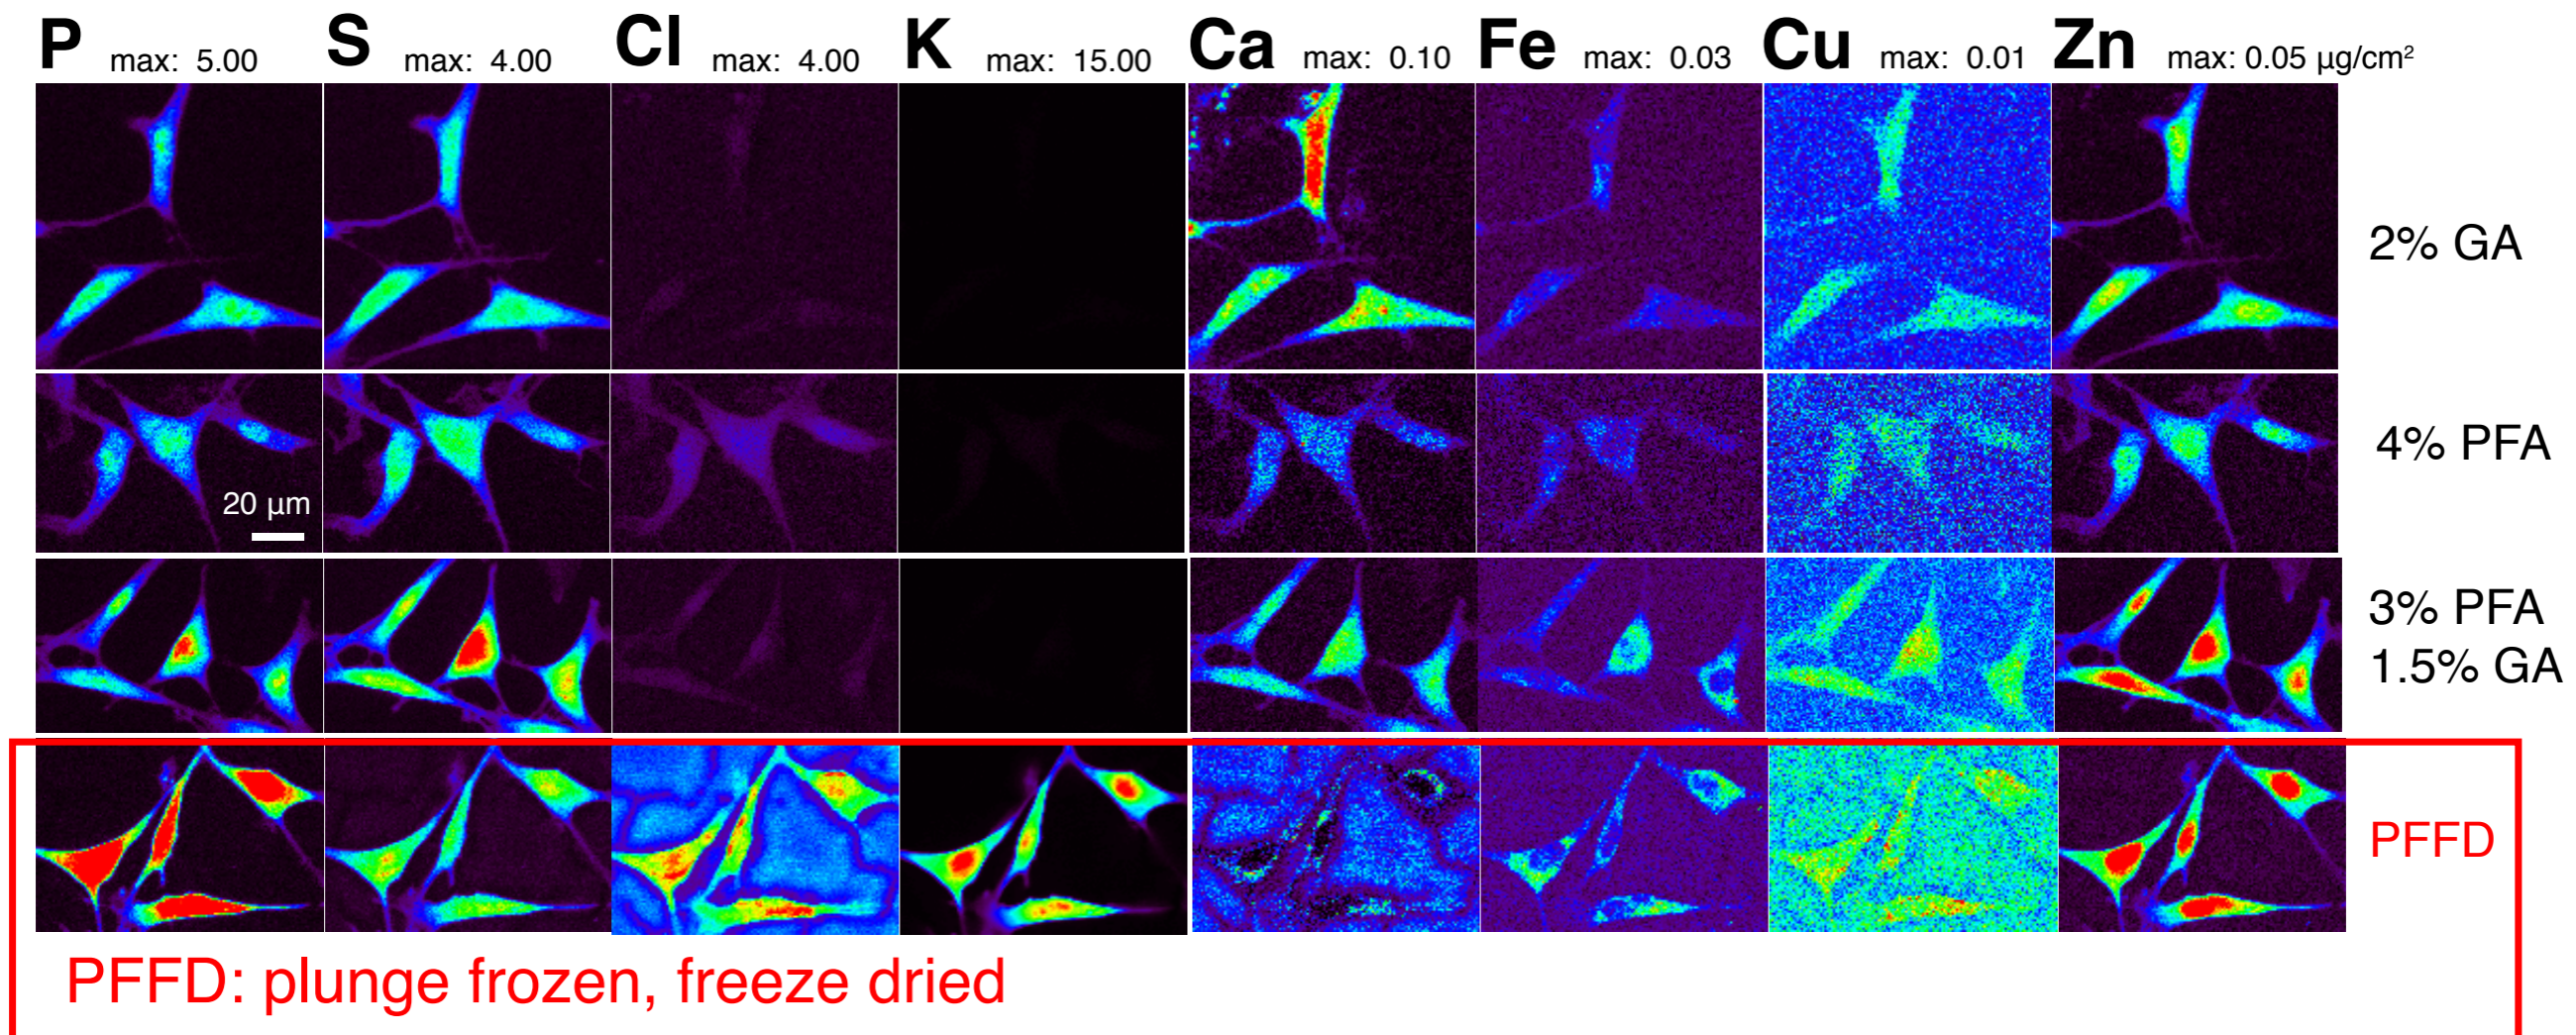 P max: 5.00 S max: 4.00 Cl max: 4.00 K max: 15.00 Ca max: 0.10 Fe max: 0.03 Cu max: 0.01 Zn max: 0.05 µg/cm²
2% GA
4% PFA
20 µm
3% PFA
1.5% GA
PFFD
PFFD: plunge frozen, freeze dried